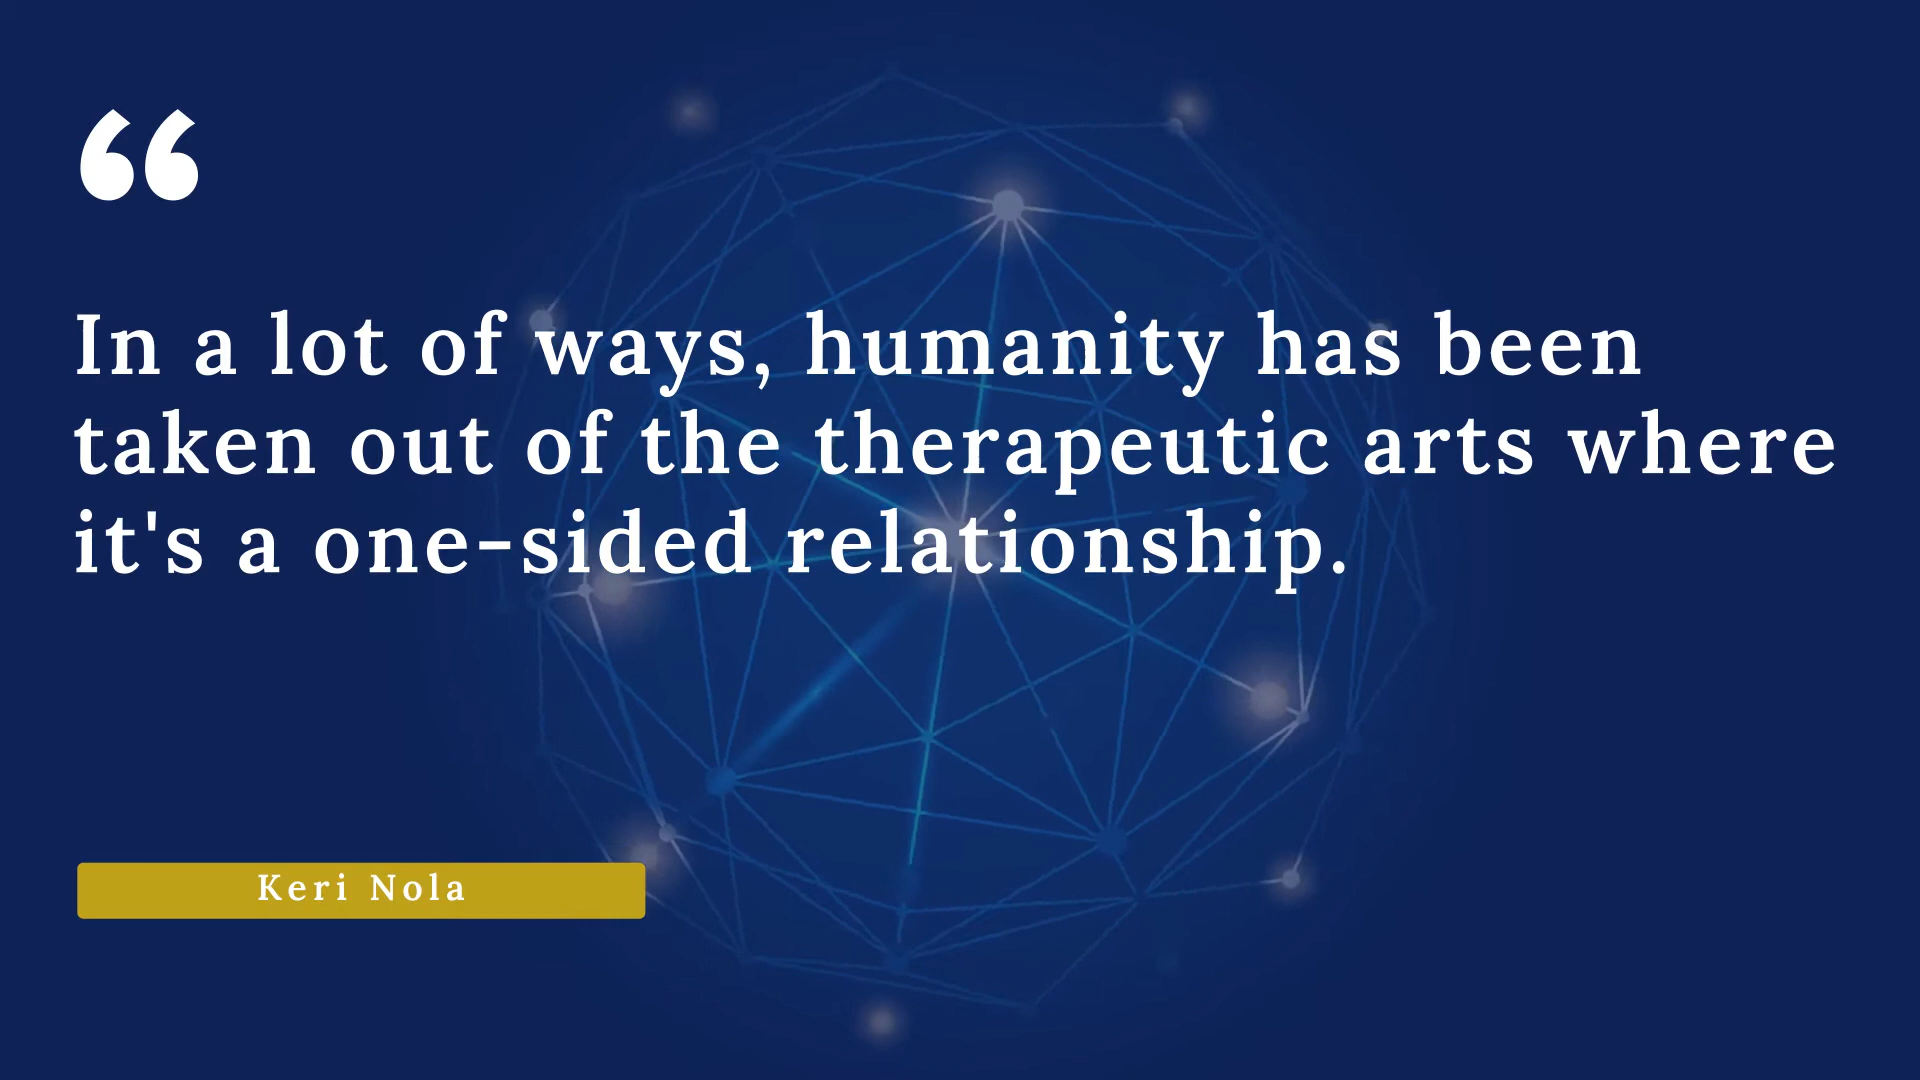 “
In a lot of ways, humanity has been
taken out of the therapeutic arts where
it's a one-sided relationship.
Keri Nola